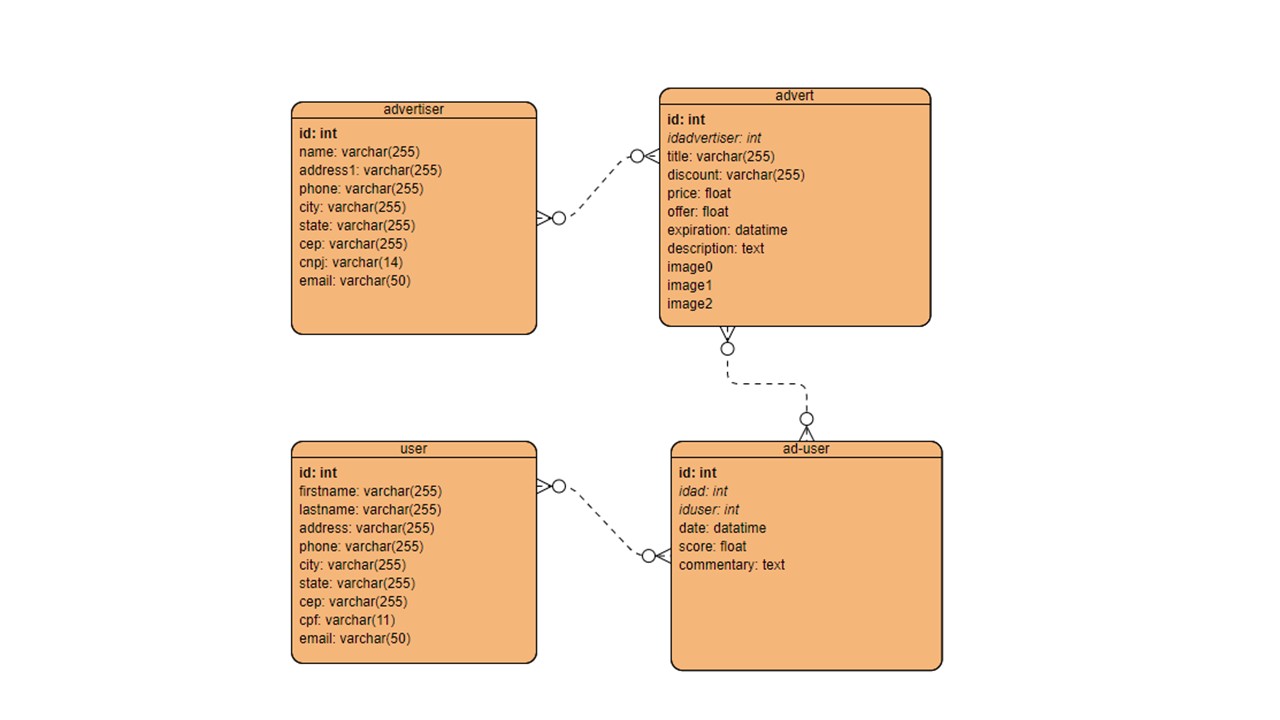 advertiser
id: int
name: varchar(255)
address1: varchar(255)
phone: varchar(255)
city: varchar(255)
state: varchar(255)
cep: varchar(255)
cnpj: varchar(14)
email: varchar(50)
advert
id: int
idadvertiser: int
title: varchar(255)
discount: varchar(255)
price: float
offer: float
expiration: datatime
description: text
image0
image1
image2
user
id: int
firstname: varchar(255)
lastname: varchar(255)
address: varchar(255)
phone: varchar(255)
city: varchar(255)
state: varchar(255)
cep: varchar(255)
cpf: varchar(11)
email: varchar(50)
ad-user
id: int
idad: int
iduser: int
date: datatime
score: float
commentary: text